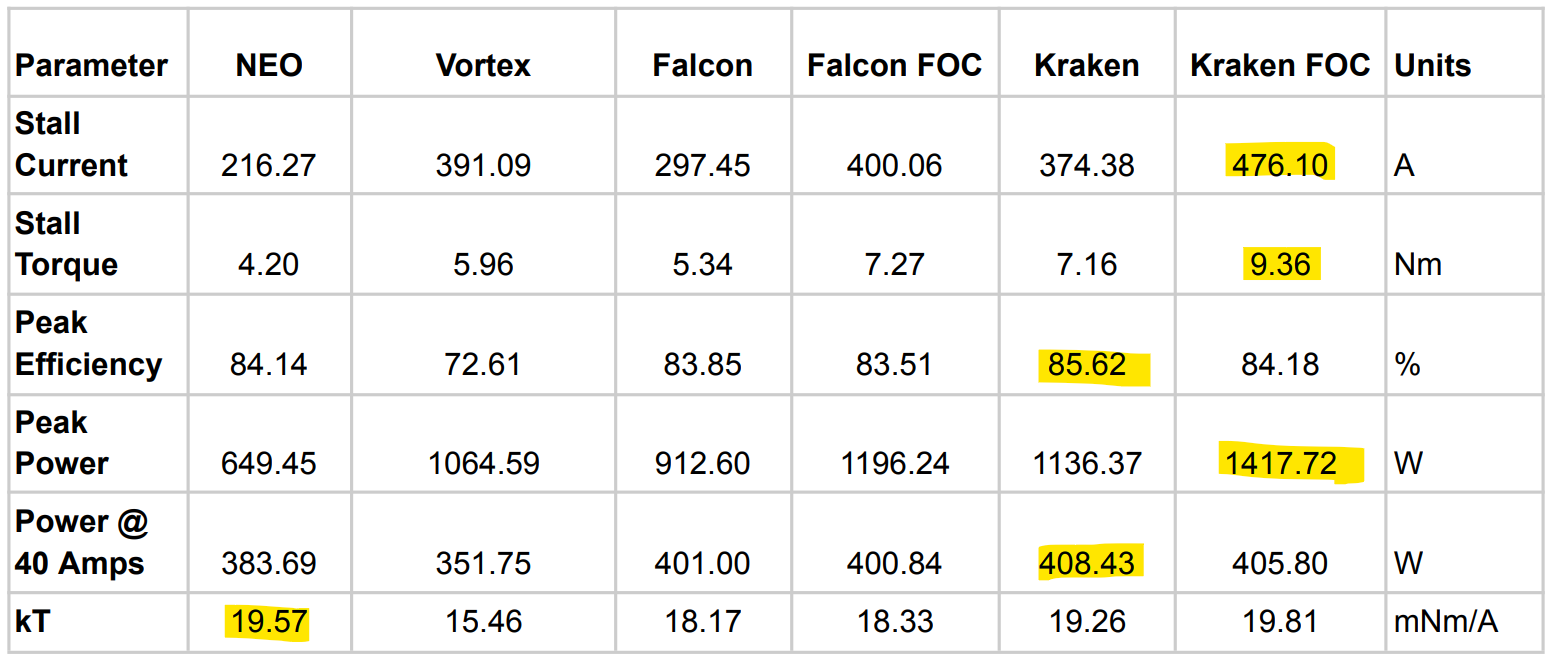 Parameter NEO Vortex Falcon Falcon FOC Kraken Kraken FOC Units
Stall
Current 216.27 391.09 297.45 400.06 374.38 476.10 A
Stall
Torque 4.20 5.96 5.34 7.27 7.16 9.36 Nm
Peak
Efficiency 84.14 72.61 83.85 83.51 85.62 84.18 %
Peak
Power 649.45 1064.59 912.60 1196.24 1136.37 1417.72 W
Power @
40 Amps 383.69 351.75 401.00 400.84 408.43 405.80 W
kT 19.57 15.46 18.17 18.33 19.26 19.81 mNm/A